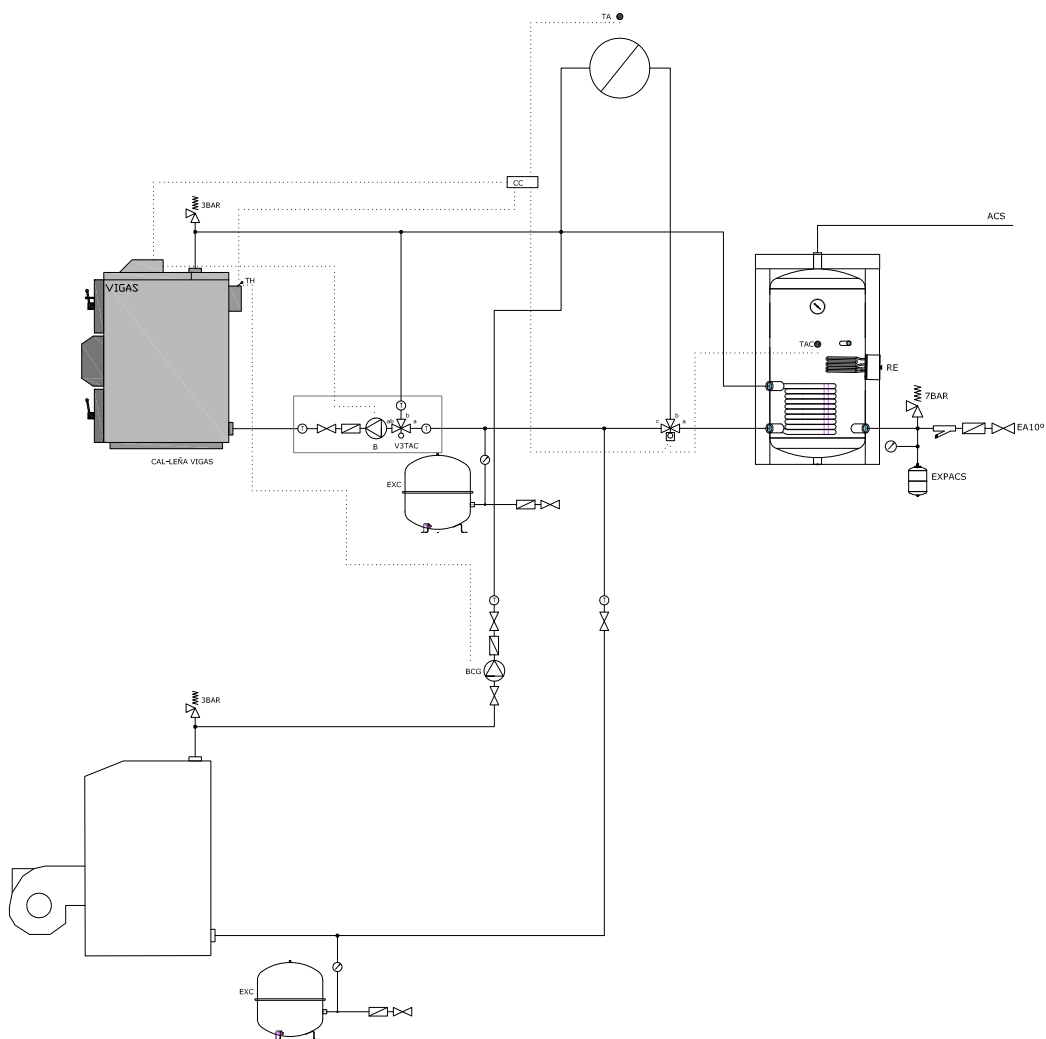 TA
CC
3BAR
ACS
TH
VIGAS
TAC
RE
7BAR
T
b
b
T
ab
a
T
c
a
EA10º
B
V3TAC
CAL-LEÑA VIGAS
EXC
EXPACS
T
T
BCG
3BAR
EXC